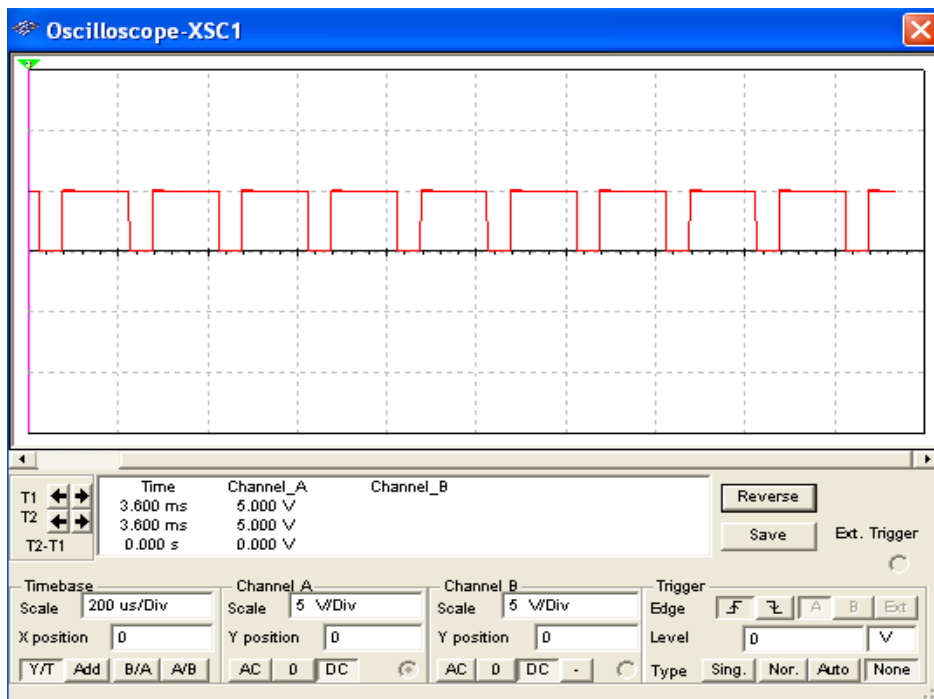 Oscilloscope-XSC1
Time Channel_A Channel_B
T1 3.600 ms 5.000 V
T2 3.600 ms 5.000 V
T2-T1 0.000 s 0.000 V
Reverse
Save
Ext. Trigger
Timebase
Scale 200 us/Div
X position 0
Y/T Add B/A A/B
Channel A
Scale 5 V/Div
Y position 0
AC 0 DC
Channel B
Scale 5 V/Div
Y position 0
AC 0 DC -
Trigger
Edge A B Ext
Level 0 V
Type Sing. Nor. Auto None